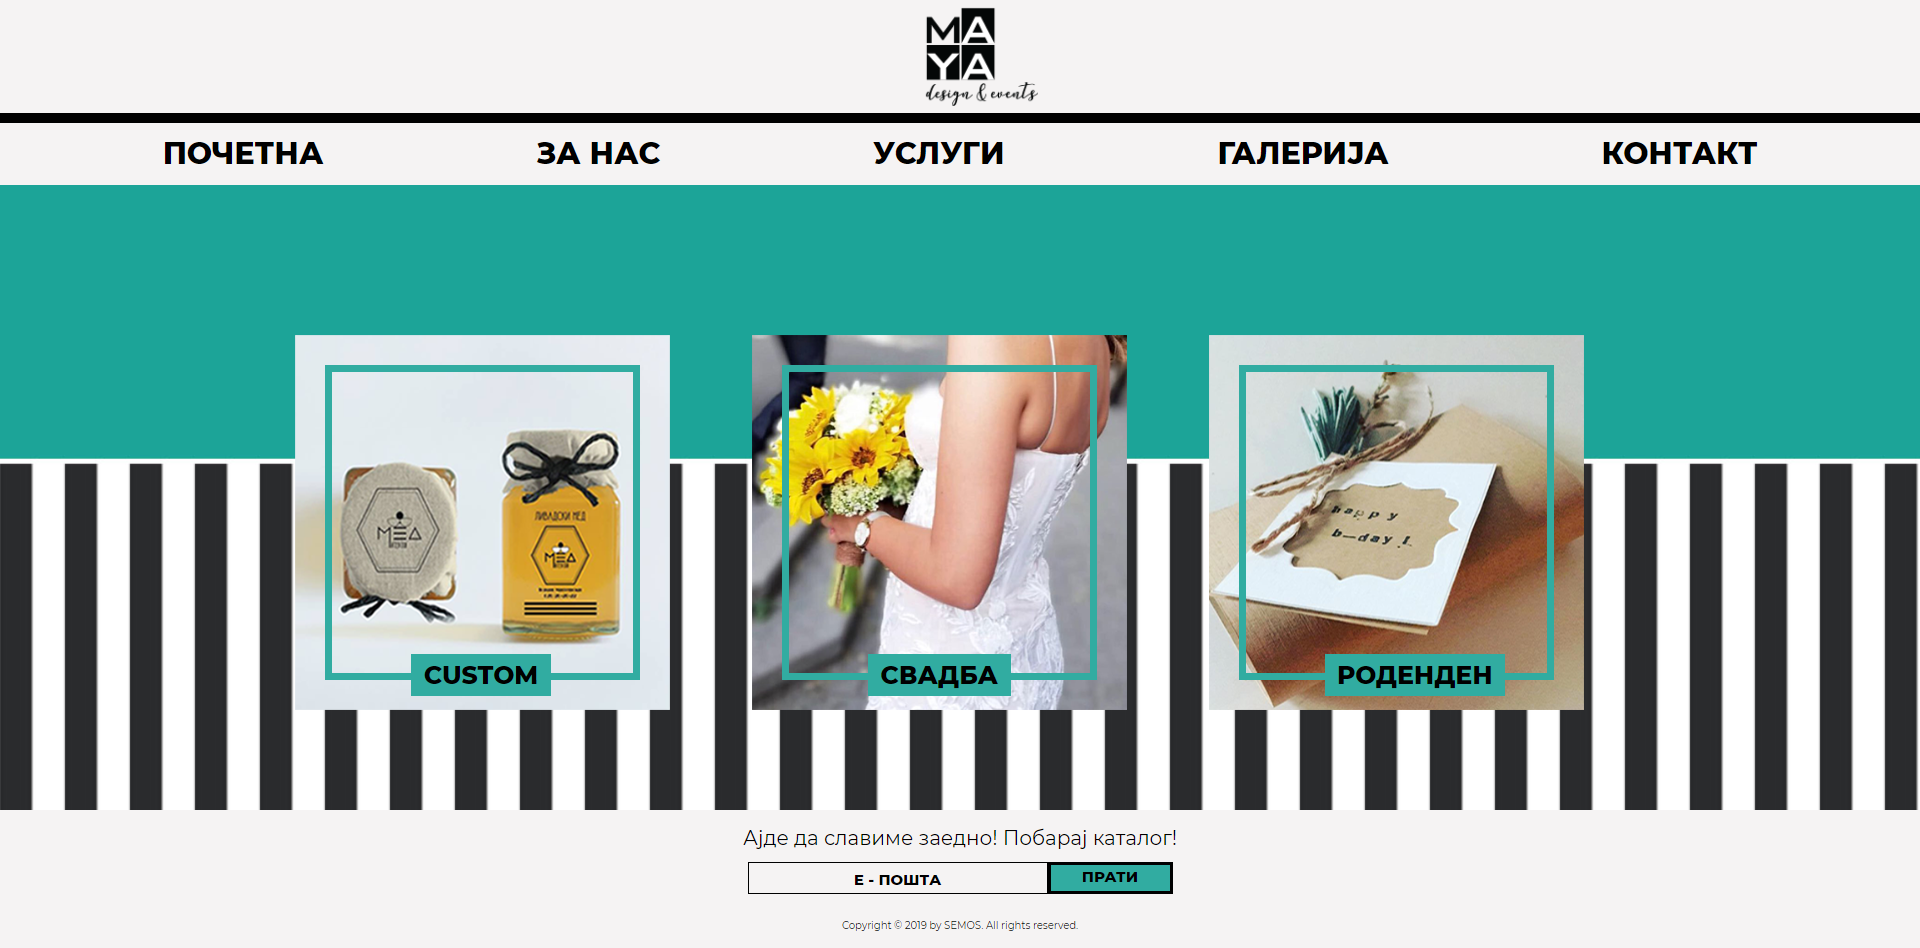 MA
YA
design & events
ПОЧЕТНА ЗА НАС УСЛУГИ ГАЛЕРИЈА КОНТАКТ
МЕД
ЛИВАДСКИ МЕД
МЕД
CUSTOM
СВАДБА
happy
b-day!
РОДЕНДЕН
Ајде да славиме заедно! Побарај каталог!
Е - ПОШТА ПРАТИ
Copyright © 2019 by SEMOS. All rights reserved.